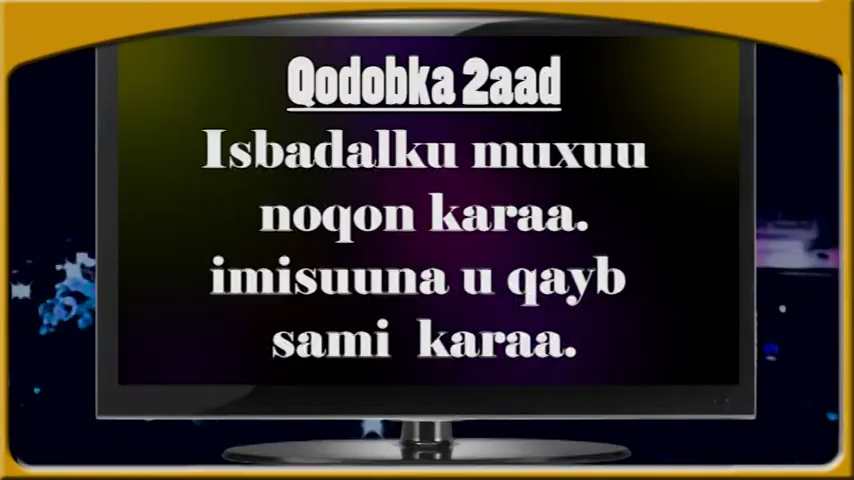 Qodobka 2aad
Isbadalku muxuu
noqon karaa.
imisuuna u qayb
sami karaa.